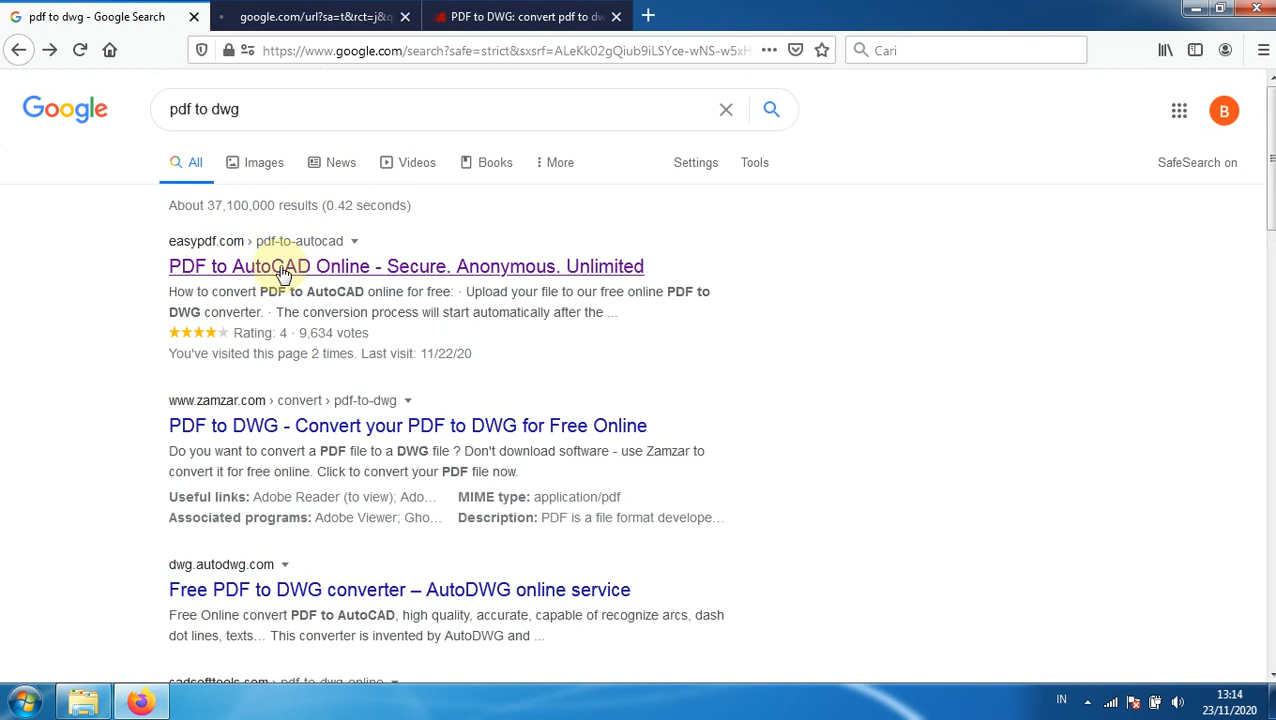 pdf to dwg - Google Search
google.com/url?sa=t&rct=j&q
PDF to DWG: convert pdf to dw
https://www.google.com/search?safe=strict&sxsrf=ALeKk02gQiub9iLSYce-wNS-w5xH
Cari
Google
pdf to dwg
B
All
Images
News
Videos
Books
More
Settings
Tools
SafeSearch on
About 37,100,000 results (0.42 seconds)
easypdf.com › pdf-to-autocad
PDF to AutoCAD Online - Secure. Anonymous. Unlimited
How to convert PDF to AutoCAD online for free: · Upload your file to our free online PDF to
DWG converter. · The conversion process will start automatically after the ...
Rating: 4 · 9,634 votes
You've visited this page 2 times. Last visit: 11/22/20
www.zamzar.com › convert › pdf-to-dwg
PDF to DWG - Convert your PDF to DWG for Free Online
Do you want to convert a PDF file to a DWG file ? Don't download software - use Zamzar to
convert it for free online. Click to convert your PDF file now.
Useful links: Adobe Reader (to view); Ado...
MIME type: application/pdf
Associated programs: Adobe Viewer; Gho...
Description: PDF is a file format develope...
dwg.autodwg.com
Free PDF to DWG converter – AutoDWG online service
Free Online convert PDF to AutoCAD, high quality, accurate, capable of recognize arcs, dash
dot lines, texts... This converter is invented by AutoDWG and ...
cadsofttools.com › pdf-to-dwg-online
IN
13:14
23/11/2020